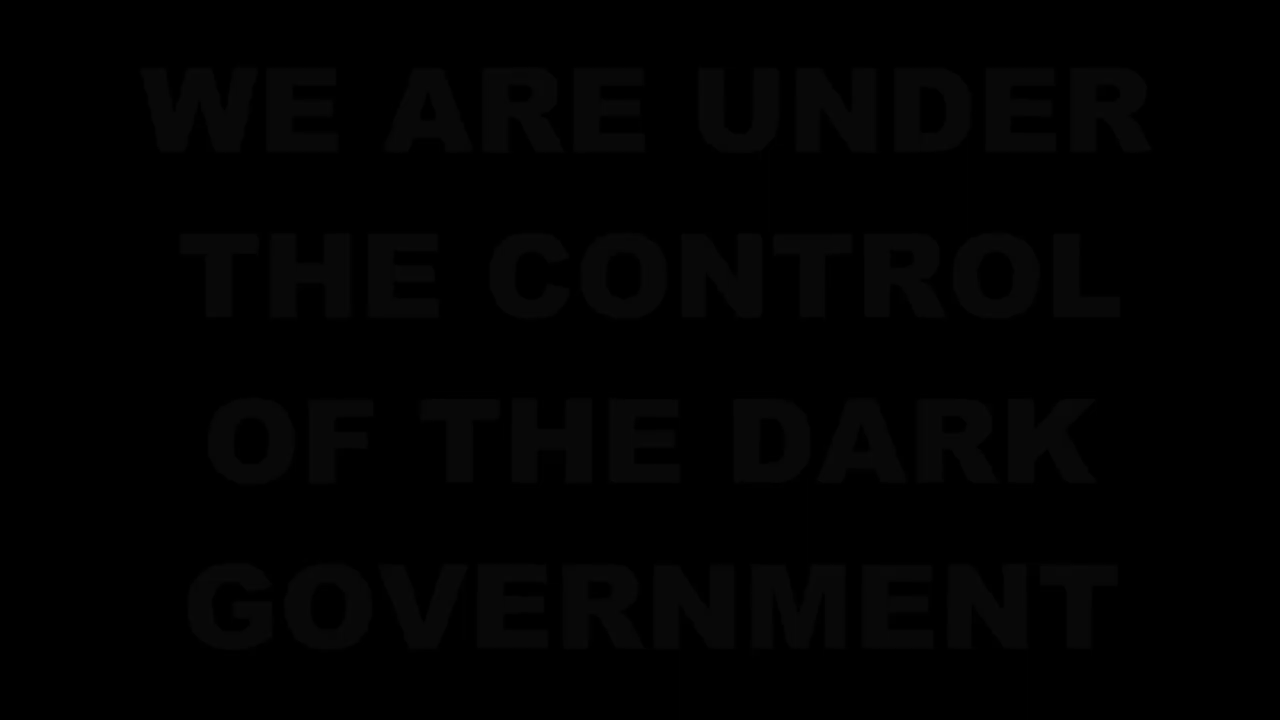 WE ARE UNDER
THE CONTROL
OF THE DARK
GOVERNMENT